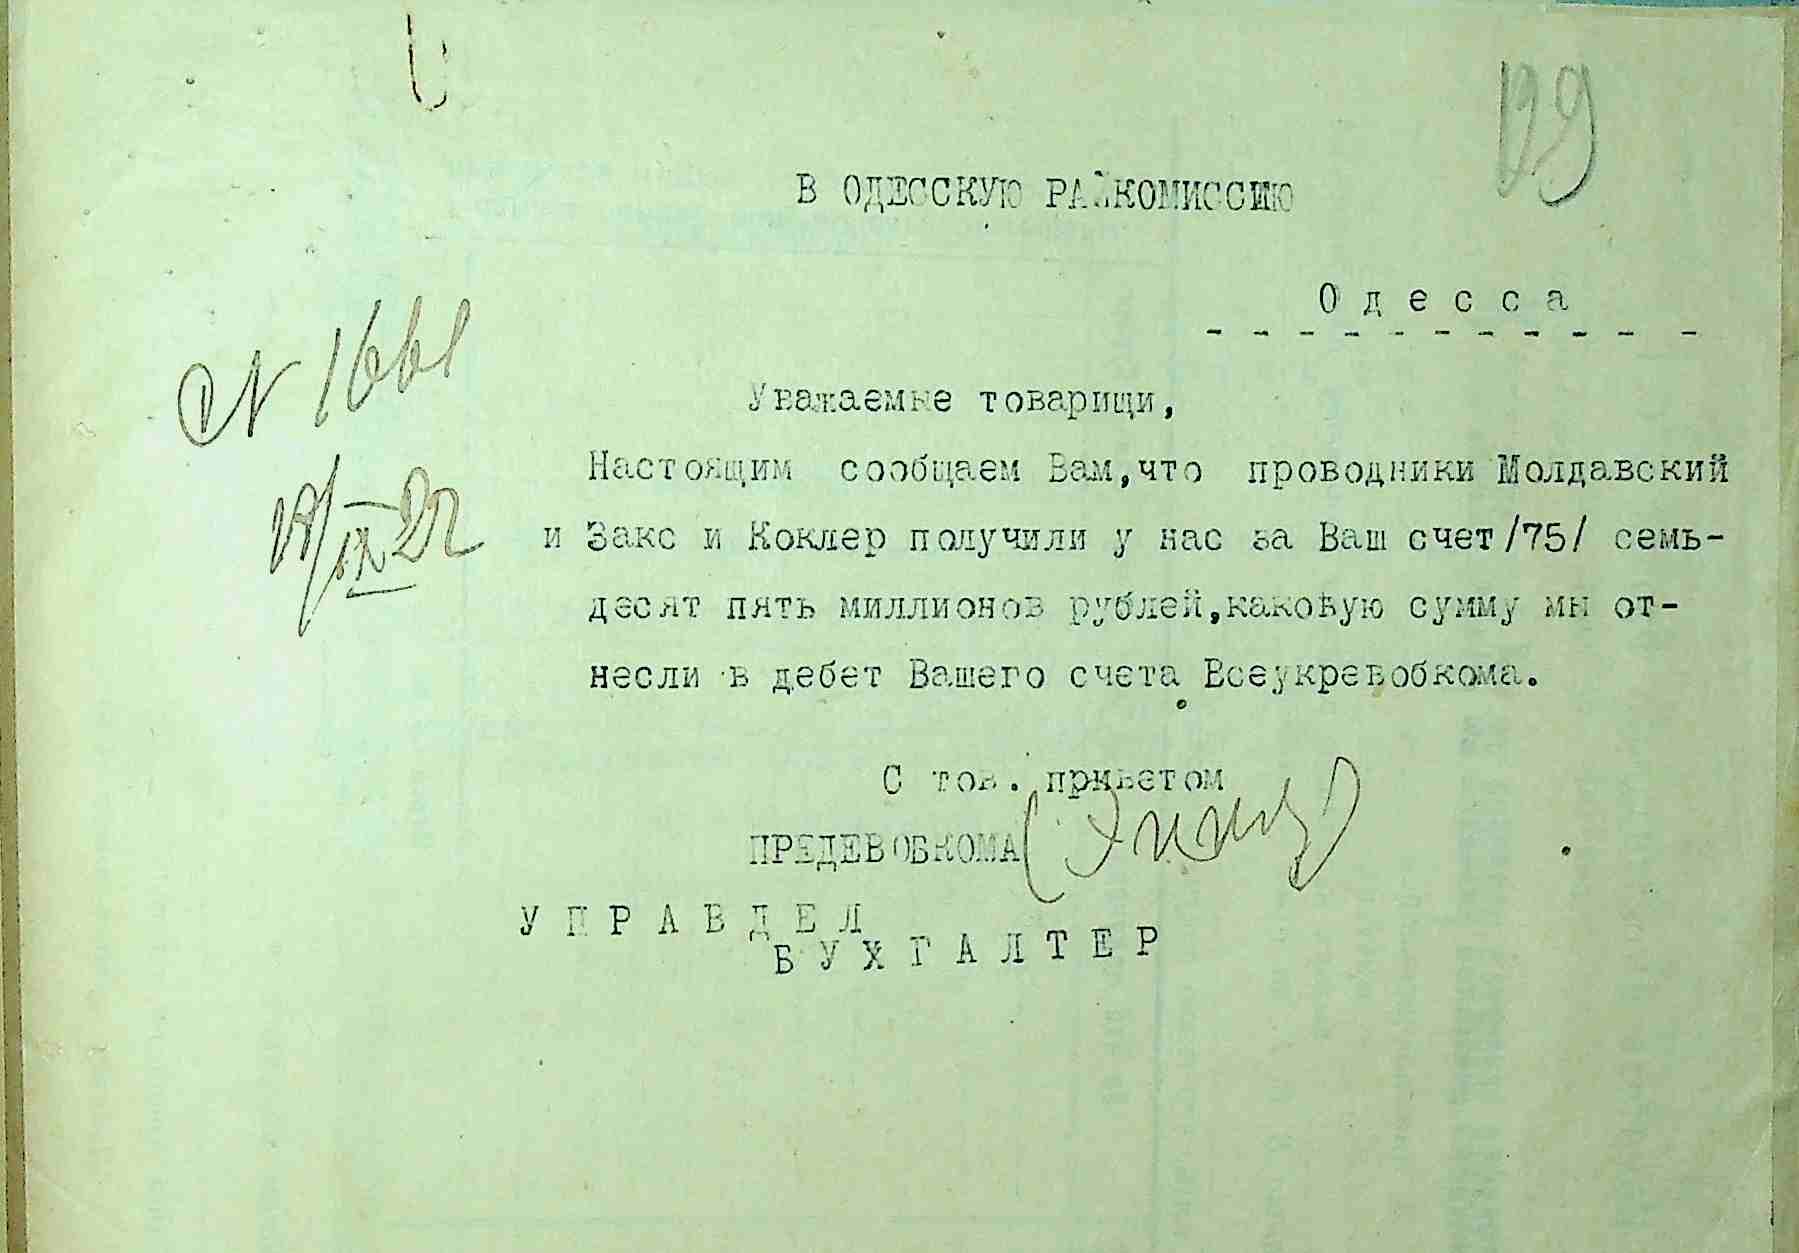 139
В ОДЕССКУЮ РАЙКОМИССИЮ
Одесса
N 1661
Уважаемые товарищи,
Настоящим сообщаем Вам,что проводники Молдавский
и Закс и Коклер получили у нас за Ваш счет /75/ семь-
десят пять миллионов рублей,каковую сумму мы от-
несли в дебет Вашего счета Всеукревобкома.
С тов. приветом
ПРЕДЕВОБКОМА
УПРАВДЕЛ
БУХГАЛТЕР